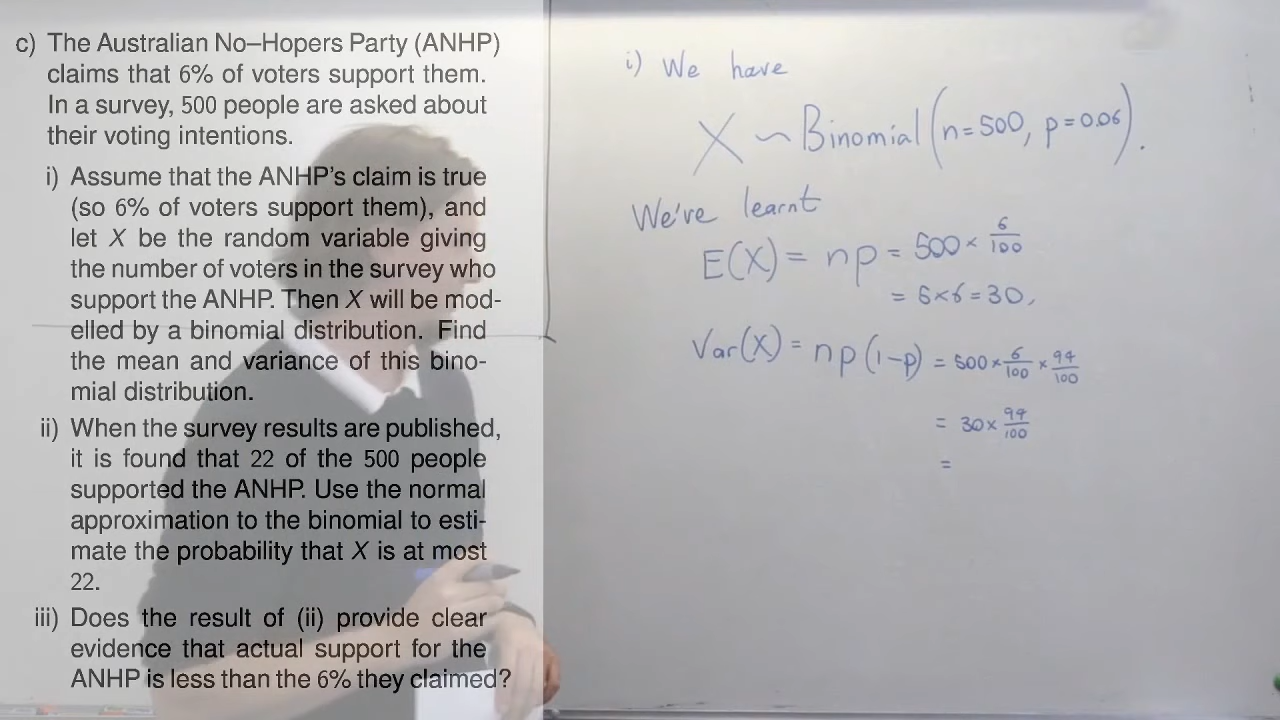 c) The Australian No–Hopers Party (ANHP)
claims that 6% of voters support them.
In a survey, 500 people are asked about
their voting intentions.
i) Assume that the ANHP's claim is true
(so 6% of voters support them), and
let X be the random variable giving
the number of voters in the survey who
support the ANHP. Then X will be mod-
elled by a binomial distribution. Find
the mean and variance of this bino-
mial distribution.
ii) When the survey results are published,
it is found that 22 of the 500 people
supported the ANHP. Use the normal
approximation to the binomial to esti-
mate the probability that X is at most
22.
iii) Does the result of (ii) provide clear
evidence that actual support for the
ANHP is less than the 6% they claimed?
i) We have
X ~ Binomial (n=500, p=0.06).
We've learnt
E(X) = np = 500 × 6/100
= 5×6=30,
Var(X) = np(1-p) = 500 × 6/100 × 94/100
= 30 × 94/100
=